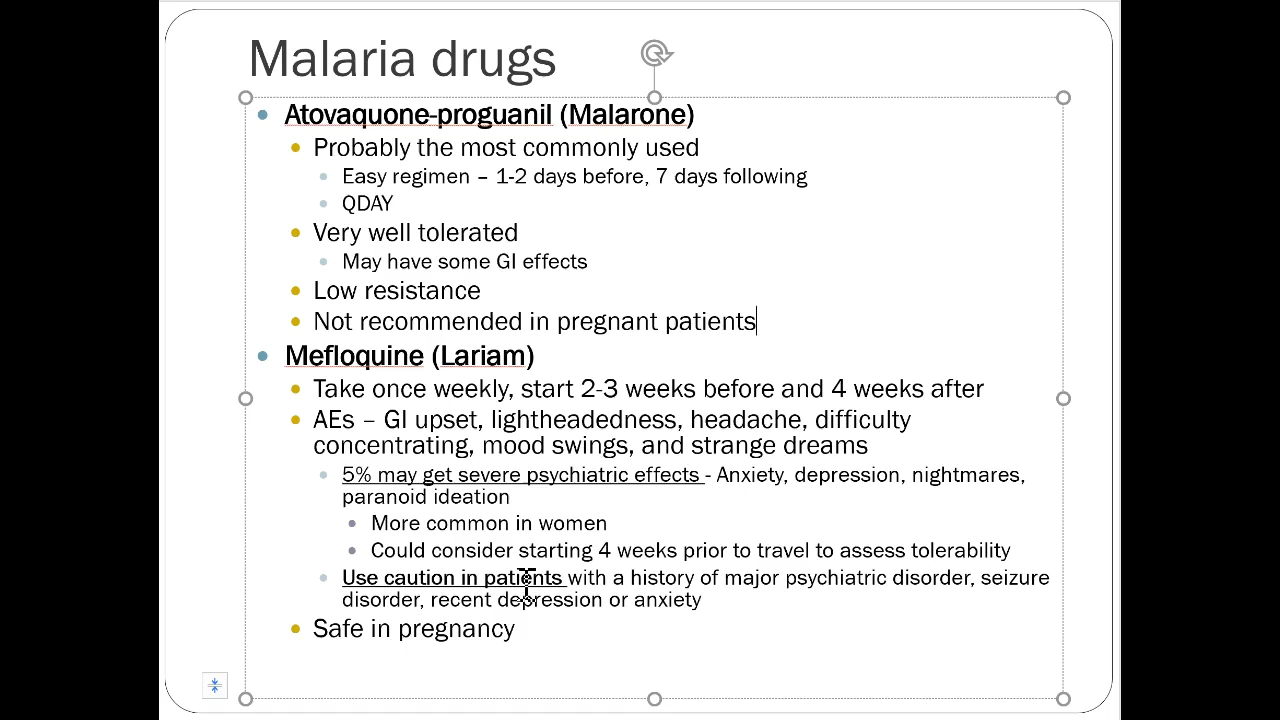 Malaria drugs
Atovaquone-proguanil (Malarone)
Probably the most commonly used
Easy regimen – 1-2 days before, 7 days following
QDAY
Very well tolerated
May have some GI effects
Low resistance
Not recommended in pregnant patients
Mefloquine (Lariam)
Take once weekly, start 2-3 weeks before and 4 weeks after
AEs – GI upset, lightheadedness, headache, difficulty
concentrating, mood swings, and strange dreams
5% may get severe psychiatric effects - Anxiety, depression, nightmares,
paranoid ideation
More common in women
Could consider starting 4 weeks prior to travel to assess tolerability
Use caution in patients with a history of major psychiatric disorder, seizure
disorder, recent depression or anxiety
Safe in pregnancy